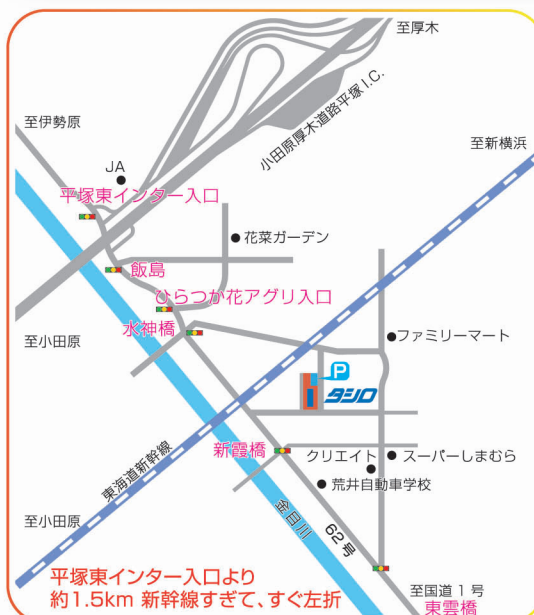 至厚木
至伊勢原
小田原厚木道路平塚I.C.
至新横浜
JA
平塚東インター入口
花菜ガーデン
飯島
ひらつか花アグリ入口
至小田原
水神橋
ファミリーマート
P
タシロ
新霞橋
クリエイト
スーパーしまむら
東海道新幹線
荒井自動車学校
至小田原
金目川
62号
平塚東インター入口より
約1.5km 新幹線すぎて、すぐ左折
至国道1号
東雲橋